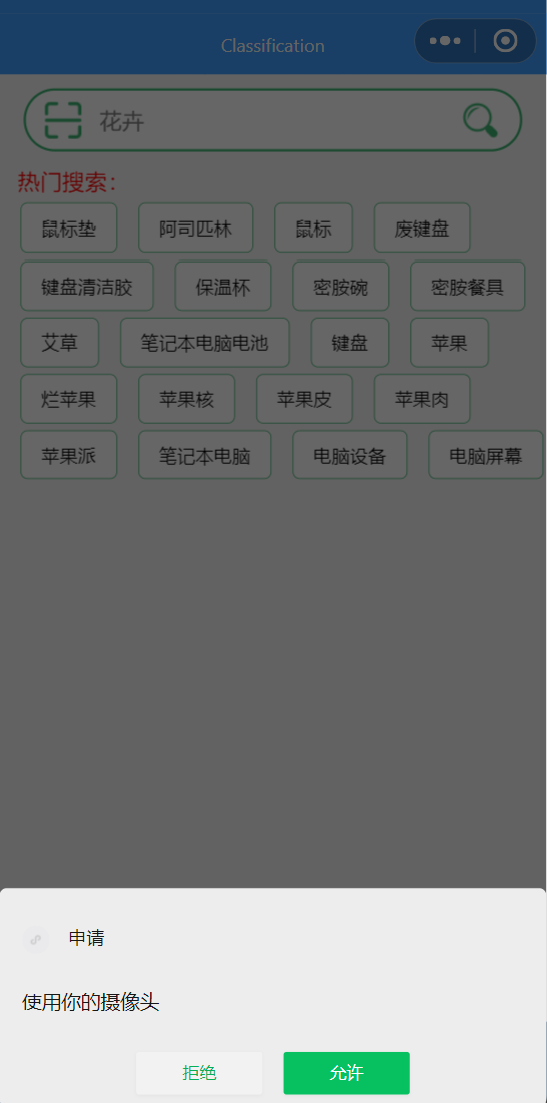 Classification
花卉
热门搜索：
鼠标垫 阿司匹林 鼠标 废键盘
键盘清洁胶 保温杯 密胺碗 密胺餐具
艾草 笔记本电脑电池 键盘 苹果
烂苹果 苹果核 苹果皮 苹果肉
苹果派 笔记本电脑 电脑设备 电脑屏幕
申请
使用你的摄像头
拒绝 允许